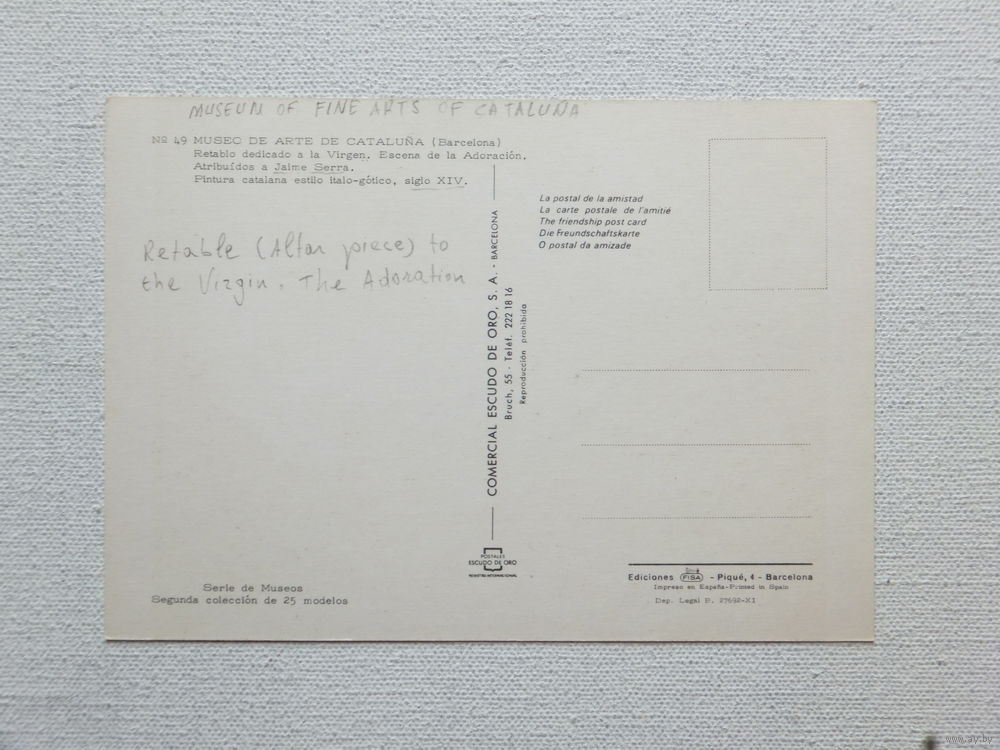 MUSEUM OF FINE ARTS OF CATALUÑA
Nº 49 MUSEO DE ARTE DE CATALUÑA (Barcelona)
Retablo dedicado a la Virgen. Escena de la Adoración.
Atribuídos a Jaime Serra.
Pintura catalana estilo italo-gótico, siglo XIV.
Retable (Altar piece) to
the Virgin. The Adoration
Serie de Museos
Segunda colección de 25 modelos
COMERCIAL ESCUDO DE ORO, S. A. - BARCELONA
Bruch, 55 - Teléf. 222 18 16
Reproducción prohibida
POSTALES
ESCUDO DE ORO
REGISTRO INTERNACIONAL
La postal de la amistad
La carte postale de l'amitié
The friendship post card
Die Freundschaftskarte
O postal da amizade
Ediciones FISA - Piqué, 4 - Barcelona
Impreso en España-Printed in Spain
Dep. Legal B. 27692-XI
www.ay.by